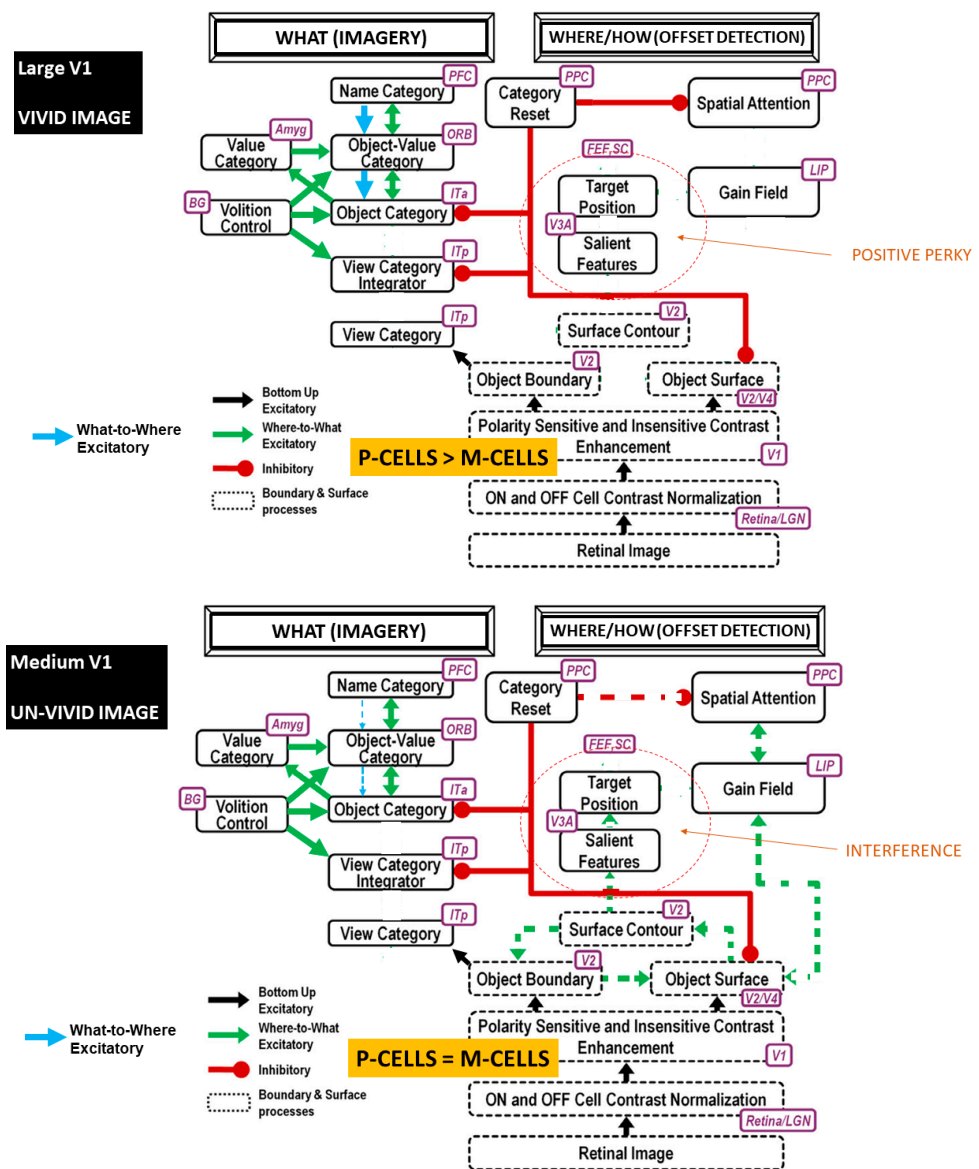 WHAT (IMAGERY)
WHERE/HOW (OFFSET DETECTION)
Large V1
VIVID IMAGE
PFC
Name Category
PPC
Category
Reset
PPC
Spatial Attention
Amyg
Value
Category
ORB
Object-Value
Category
FEF,SC
Target
Position
LIP
Gain Field
BG
Volition
Control
ITa
Object Category
V3A
Salient
Features
POSITIVE PERKY
ITp
View Category
Integrator
ITp
View Category
V2
Surface Contour
V2
Object Boundary
Object Surface
V2/V4
Bottom Up
Excitatory
What-to-Where
Excitatory
Where-to-What
Excitatory
Inhibitory
Boundary & Surface
processes
P-CELLS > M-CELLS
Polarity Sensitive and Insensitive Contrast
Enhancement
V1
ON and OFF Cell Contrast Normalization
Retina/LGN
Retinal Image
WHAT (IMAGERY)
WHERE/HOW (OFFSET DETECTION)
Medium V1
UN-VIVID IMAGE
PFC
Name Category
PPC
Category
Reset
PPC
Spatial Attention
Amyg
Value
Category
ORB
Object-Value
Category
FEF,SC
Target
Position
LIP
Gain Field
BG
Volition
Control
ITa
Object Category
V3A
Salient
Features
INTERFERENCE
ITp
View Category
Integrator
ITp
View Category
V2
Surface Contour
V2
Object Boundary
Object Surface
V2/V4
Bottom Up
Excitatory
What-to-Where
Excitatory
Where-to-What
Excitatory
Inhibitory
Boundary & Surface
processes
P-CELLS = M-CELLS
Polarity Sensitive and Insensitive Contrast
Enhancement
V1
ON and OFF Cell Contrast Normalization
Retina/LGN
Retinal Image